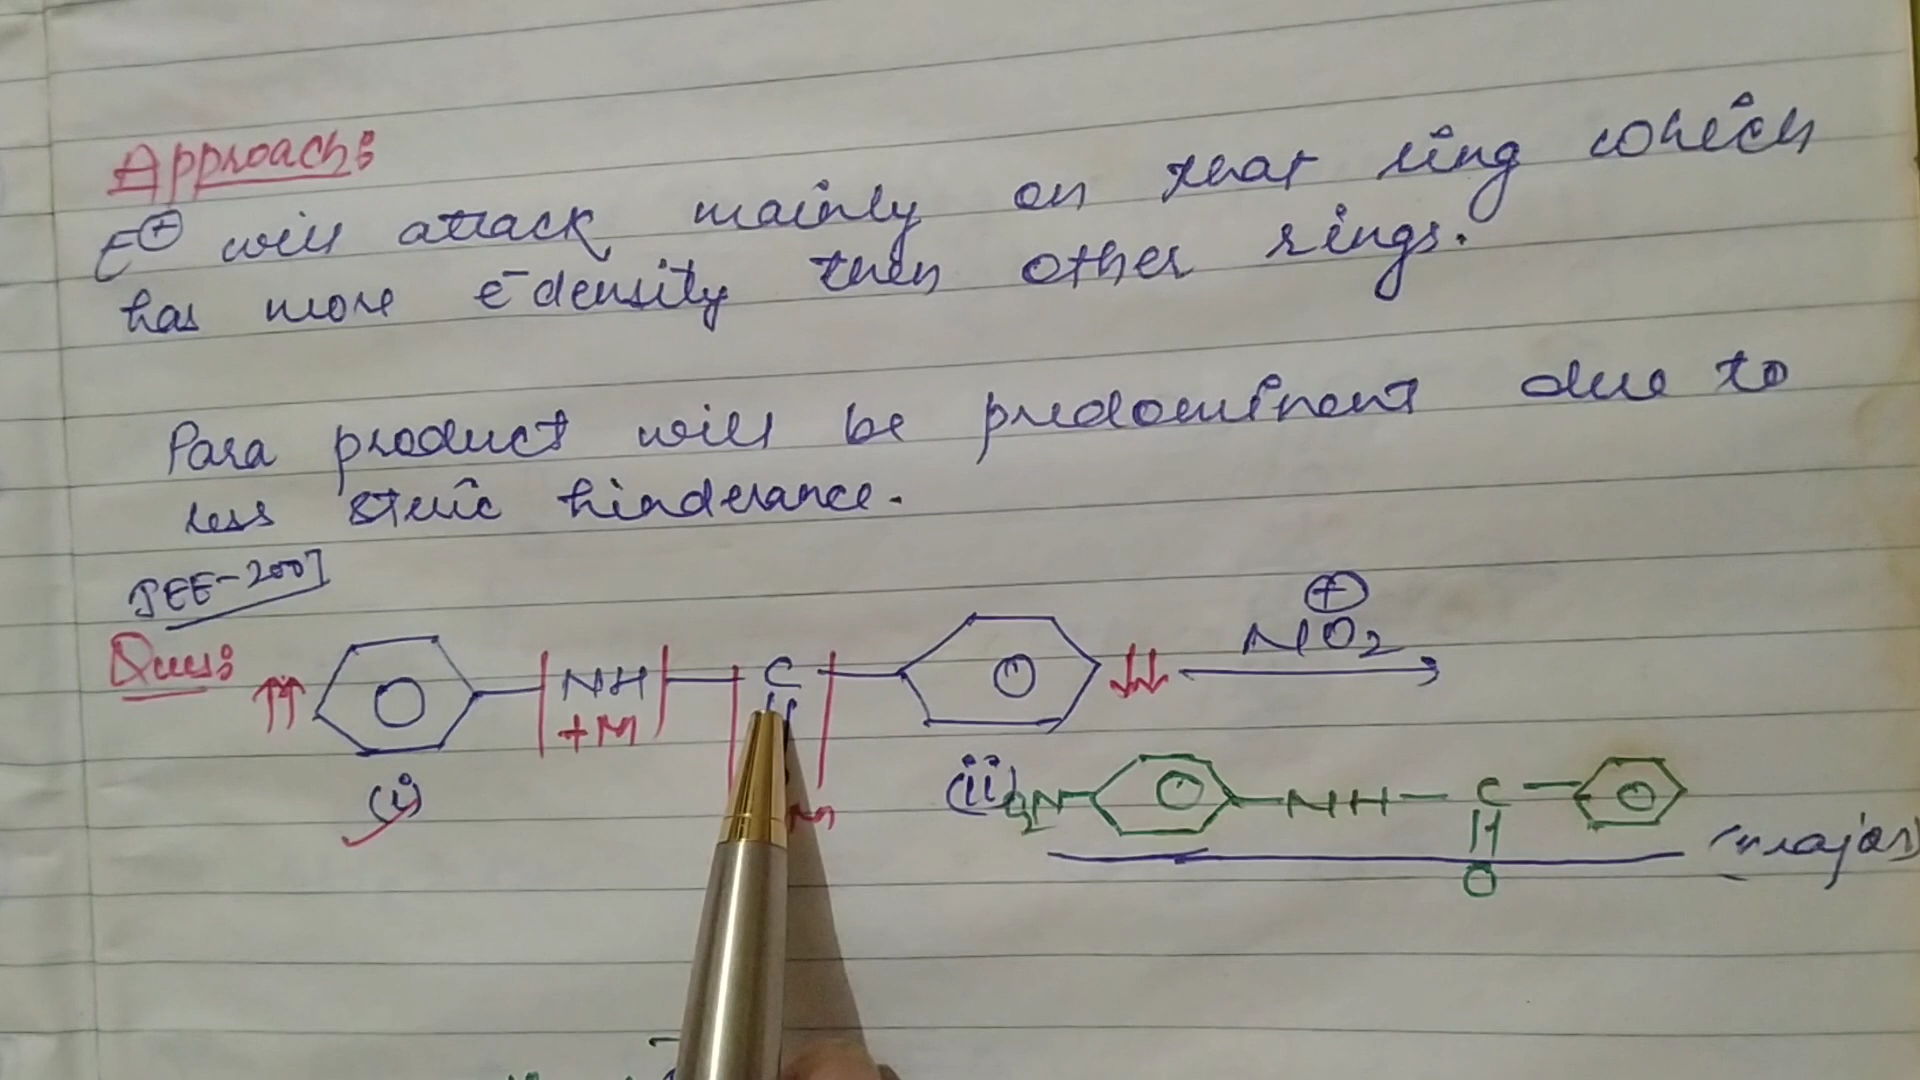 Approach:
E⊕ will attack mainly on that ring which
has more e⁻density then other rings.
Para product will be predominent due to
less steric hinderance.
JEE-2007
Ques: ↑↑ NH C ↓↓ ⊕NO2
+M
(i) (ii) O2N NH C (major)
O